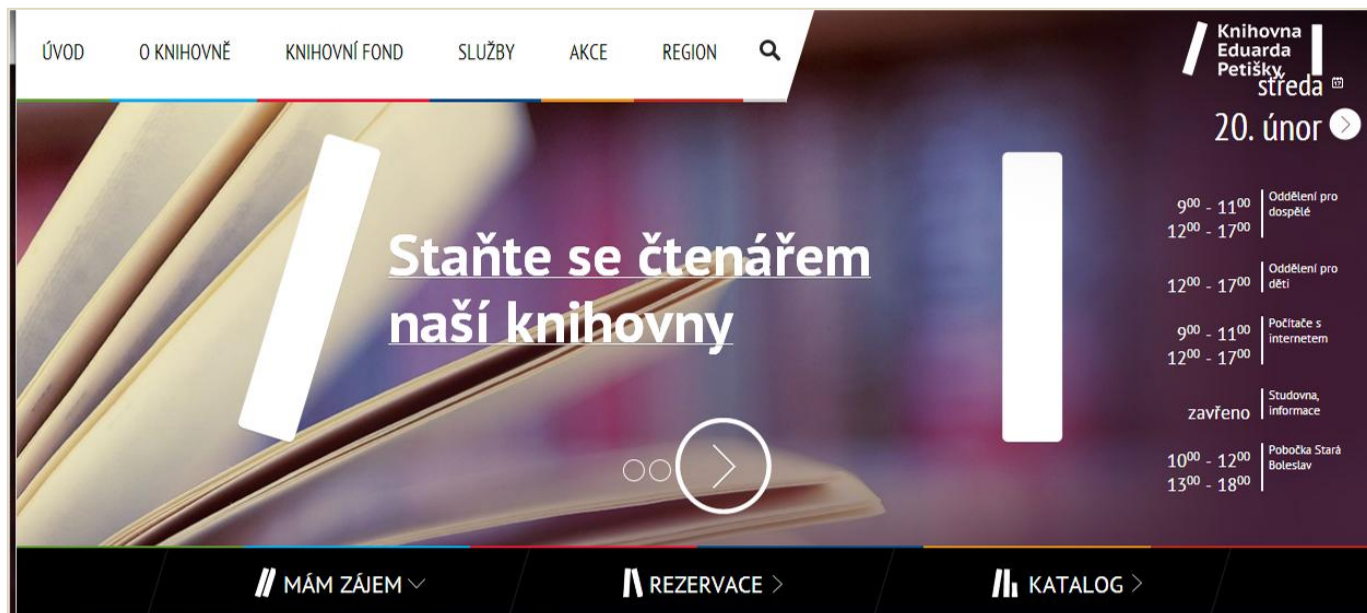 ÚVOD O KNIHOVNĚ KNIHOVNÍ FOND SLUŽBY AKCE REGION
Knihovna
Eduarda
Petišky
středa
20. únor
Staňte se čtenářem
naší knihovny
9⁰⁰ - 11⁰⁰
12⁰⁰ - 17⁰⁰
Oddělení pro
dospělé
12⁰⁰ - 17⁰⁰
Oddělení pro
děti
9⁰⁰ - 11⁰⁰
12⁰⁰ - 17⁰⁰
Počítače s
internetem
zavřeno
Studovna,
informace
10⁰⁰ - 12⁰⁰
13⁰⁰ - 18⁰⁰
Pobočka Stará
Boleslav
MÁM ZÁJEM REZERVACE KATALOG